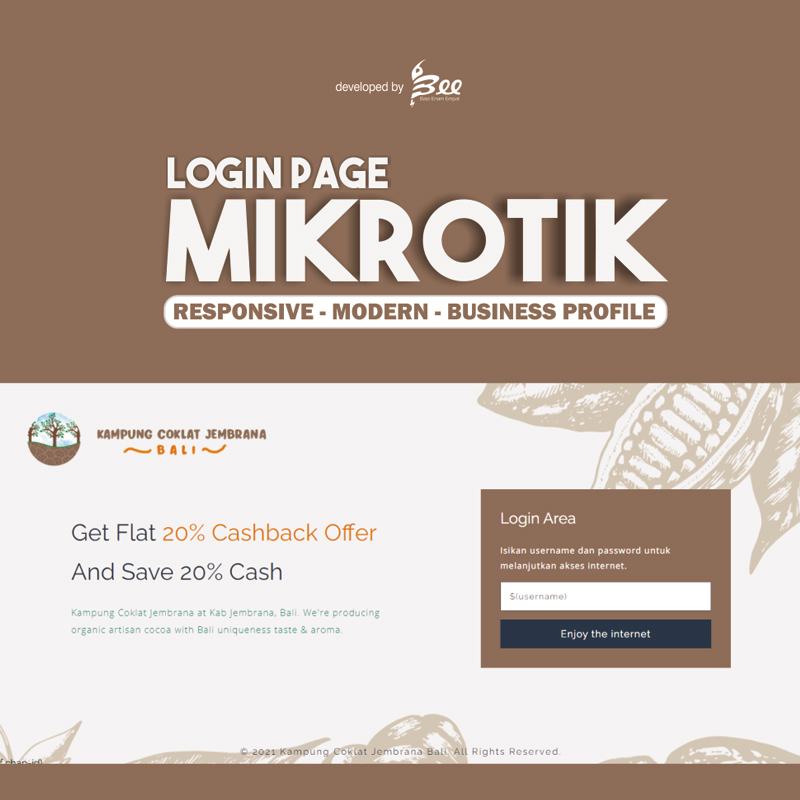 developed by Bee
Basa Enam Empat
LOGIN PAGE
MIKROTIK
RESPONSIVE - MODERN - BUSINESS PROFILE
KAMPUNG COKLAT JEMBRANA
BALI
Get Flat 20% Cashback Offer
And Save 20% Cash
Kampung Coklat Jembrana at Kab Jembrana, Bali. We're producing
organic artisan cocoa with Bali uniqueness taste & aroma.
Login Area
Isikan username dan password untuk
melanjutkan akses internet.
$(username)
Enjoy the internet
© 2021 Kampung Coklat Jembrana Bali. All Rights Reserved.